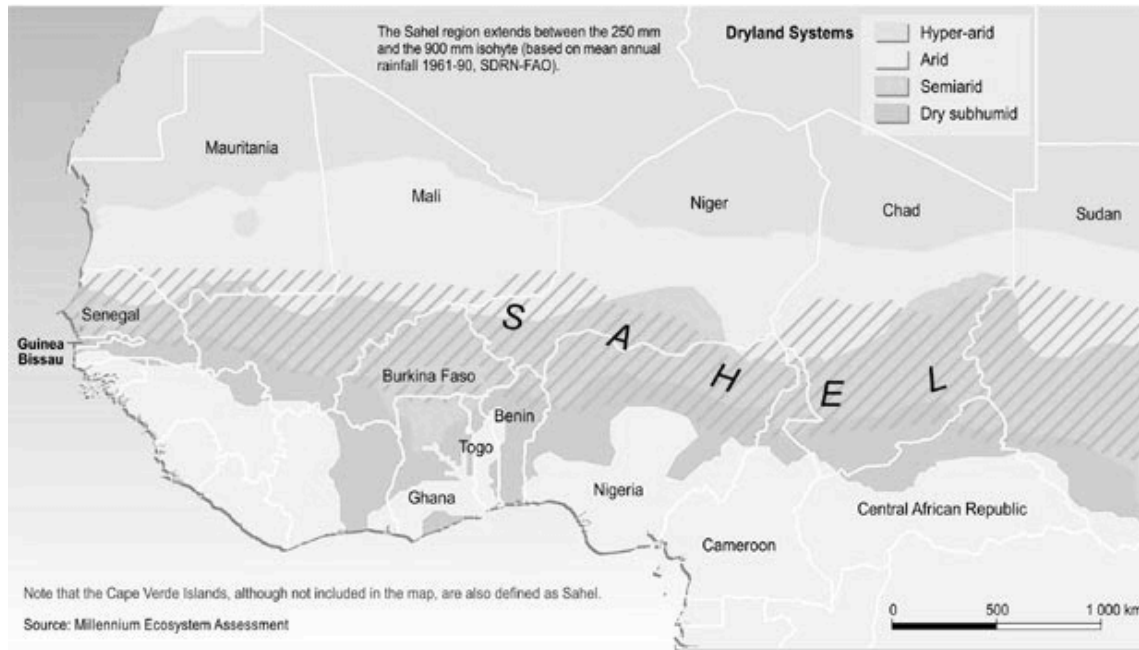 The Sahel region extends between the 250 mm
and the 900 mm isohyte (based on mean annual
rainfall 1961-90, SDRN-FAO).
Dryland Systems
Hyper-arid
Arid
Semiarid
Dry subhumid
Mauritania
Mali
Niger
Chad
Sudan
Senegal
Guinea
Bissau
SAHEL
Burkina Faso
Benin
Togo
Ghana
Nigeria
Cameroon
Central African Republic
Note that the Cape Verde Islands, although not included in the map, are also defined as Sahel.
Source: Millennium Ecosystem Assessment
0 500 1 000 km